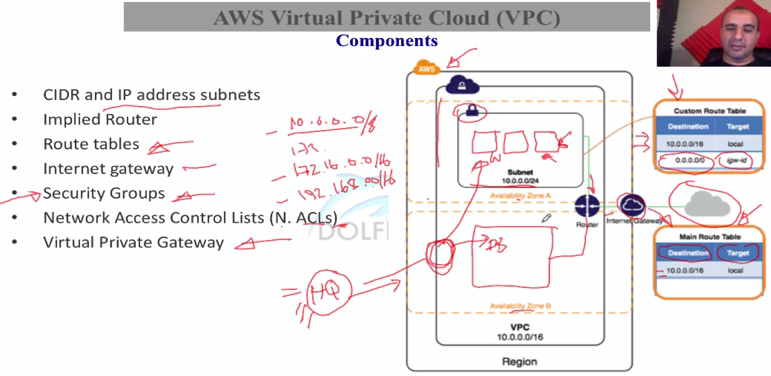 AWS Virtual Private Cloud (VPC)
Components
• CIDR and IP address subnets
• Implied Router
• Route tables
• Internet gateway
• Security Groups
• Network Access Control Lists (N. ACLs)
• Virtual Private Gateway
10.0.0.0/8
172.
172.16.0.0/16
192.168.0.0/16
HQ
DOLF
AWS
W
Subnet
10.0.0.0/24
Availability Zone A
DB
Availability Zone B
VPC
10.0.0.0/16
Region
Router
Internet Gateway
Custom Route Table
Destination Target
10.0.0.0/16 local
0.0.0.0/0 igw-id
Main Route Table
Destination Target
10.0.0.0/16 local